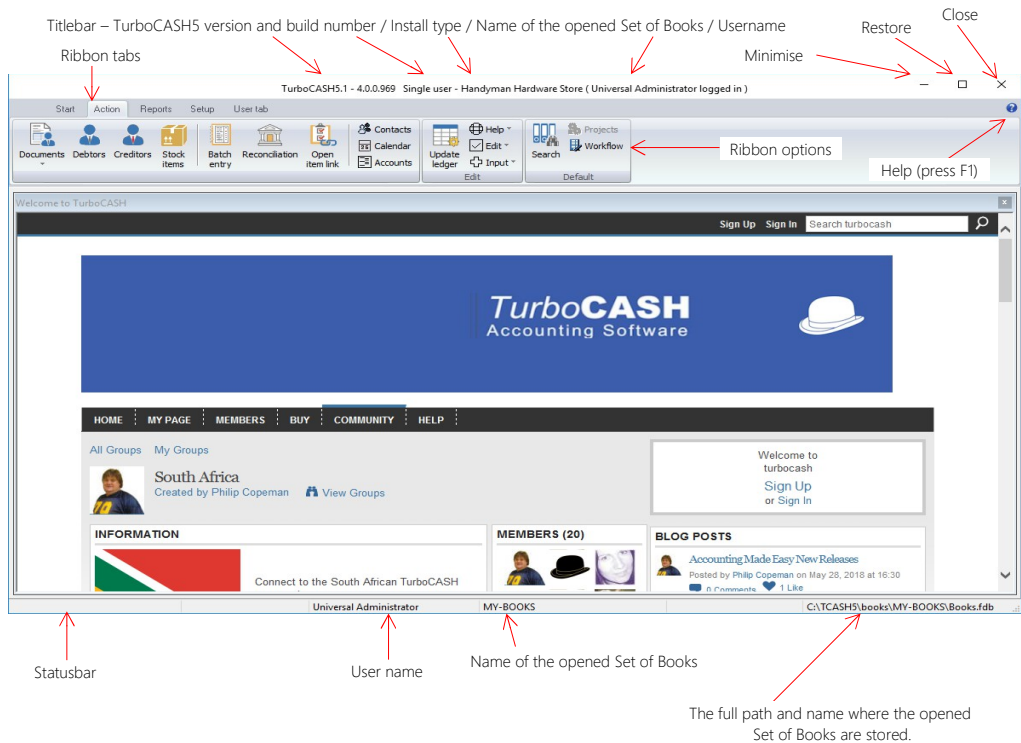 Titlebar – TurboCASH5 version and build number / Install type / Name of the opened Set of Books / Username
Close
Restore
Minimise
Ribbon tabs
TurboCASH5.1 - 4.0.0.969 Single user - Handyman Hardware Store ( Universal Administrator logged in )
Start Action Reports Setup User tab
Documents Debtors Creditors Stock items Batch entry Reconciliation Open item link
Contacts
Calendar
Accounts
Update ledger
Help
Edit
Input
Edit
Search
Projects
Workflow
Default
Ribbon options
Help (press F1)
Welcome to TurboCASH
Sign Up Sign In Search turbocash
TurboCASH
Accounting Software
HOME MY PAGE MEMBERS BUY COMMUNITY HELP
All Groups My Groups
South Africa
Created by Philip Copeman View Groups
Welcome to
turbocash
Sign Up
or Sign In
INFORMATION
Connect to the South African TurboCASH
MEMBERS (20)
BLOG POSTS
Accounting Made Easy New Releases
Posted by Philip Copeman on May 28, 2018 at 16:30
0 Comments 1 Like
Universal Administrator MY-BOOKS C:\TCASH5\books\MY-BOOKS\Books.fdb
Statusbar
User name
Name of the opened Set of Books
The full path and name where the opened
Set of Books are stored.